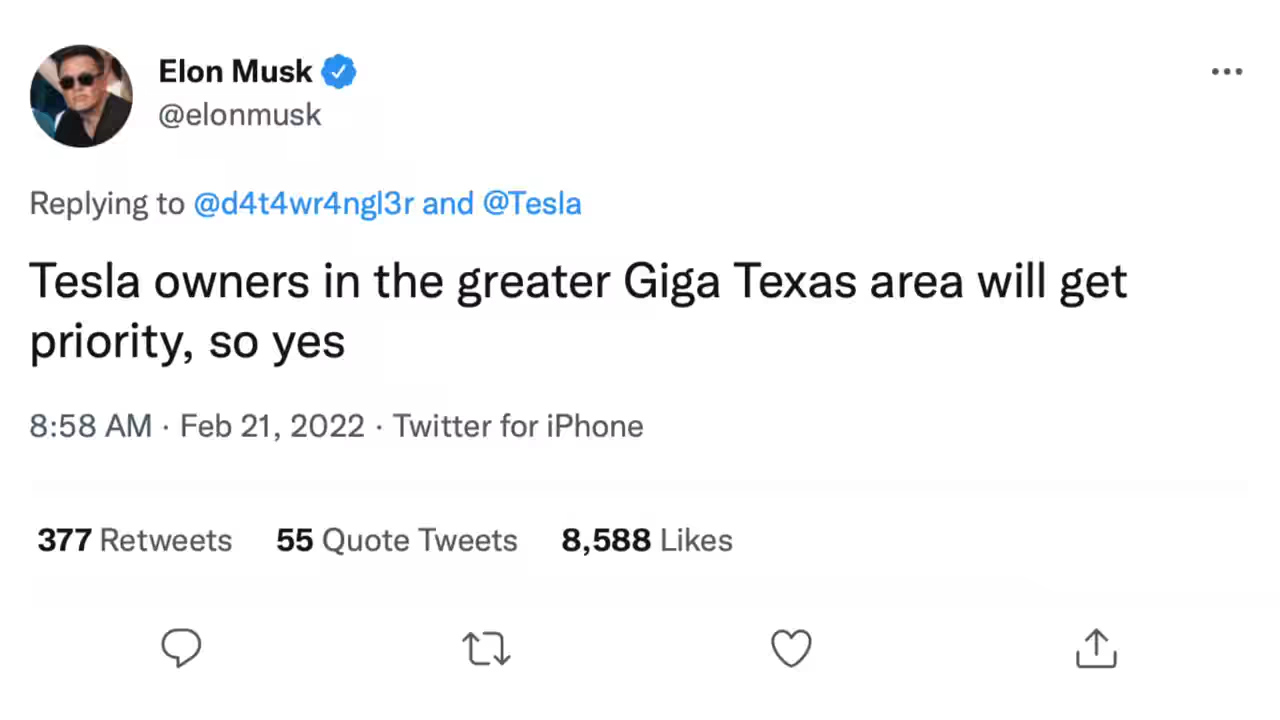 Elon Musk
@elonmusk
Replying to @d4t4wr4ngl3r and @Tesla
Tesla owners in the greater Giga Texas area will get
priority, so yes
8:58 AM · Feb 21, 2022 · Twitter for iPhone
377 Retweets 55 Quote Tweets 8,588 Likes